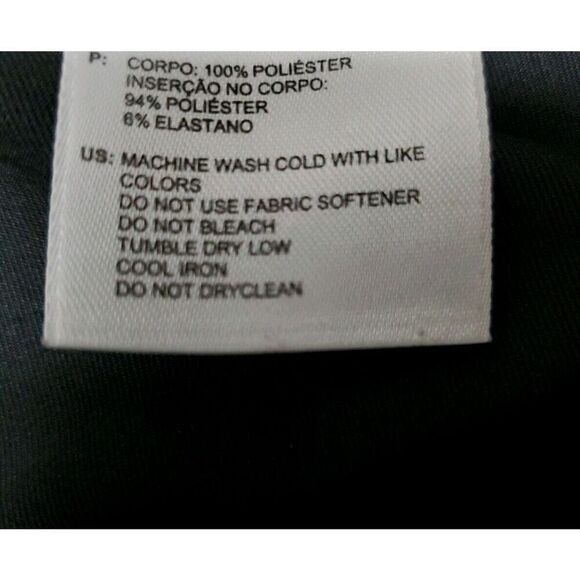 P: CORPO: 100% POLIÉSTER
INSERÇÃO NO CORPO:
94% POLIÉSTER
6% ELASTANO
US: MACHINE WASH COLD WITH LIKE
COLORS
DO NOT USE FABRIC SOFTENER
DO NOT BLEACH
TUMBLE DRY LOW
COOL IRON
DO NOT DRYCLEAN